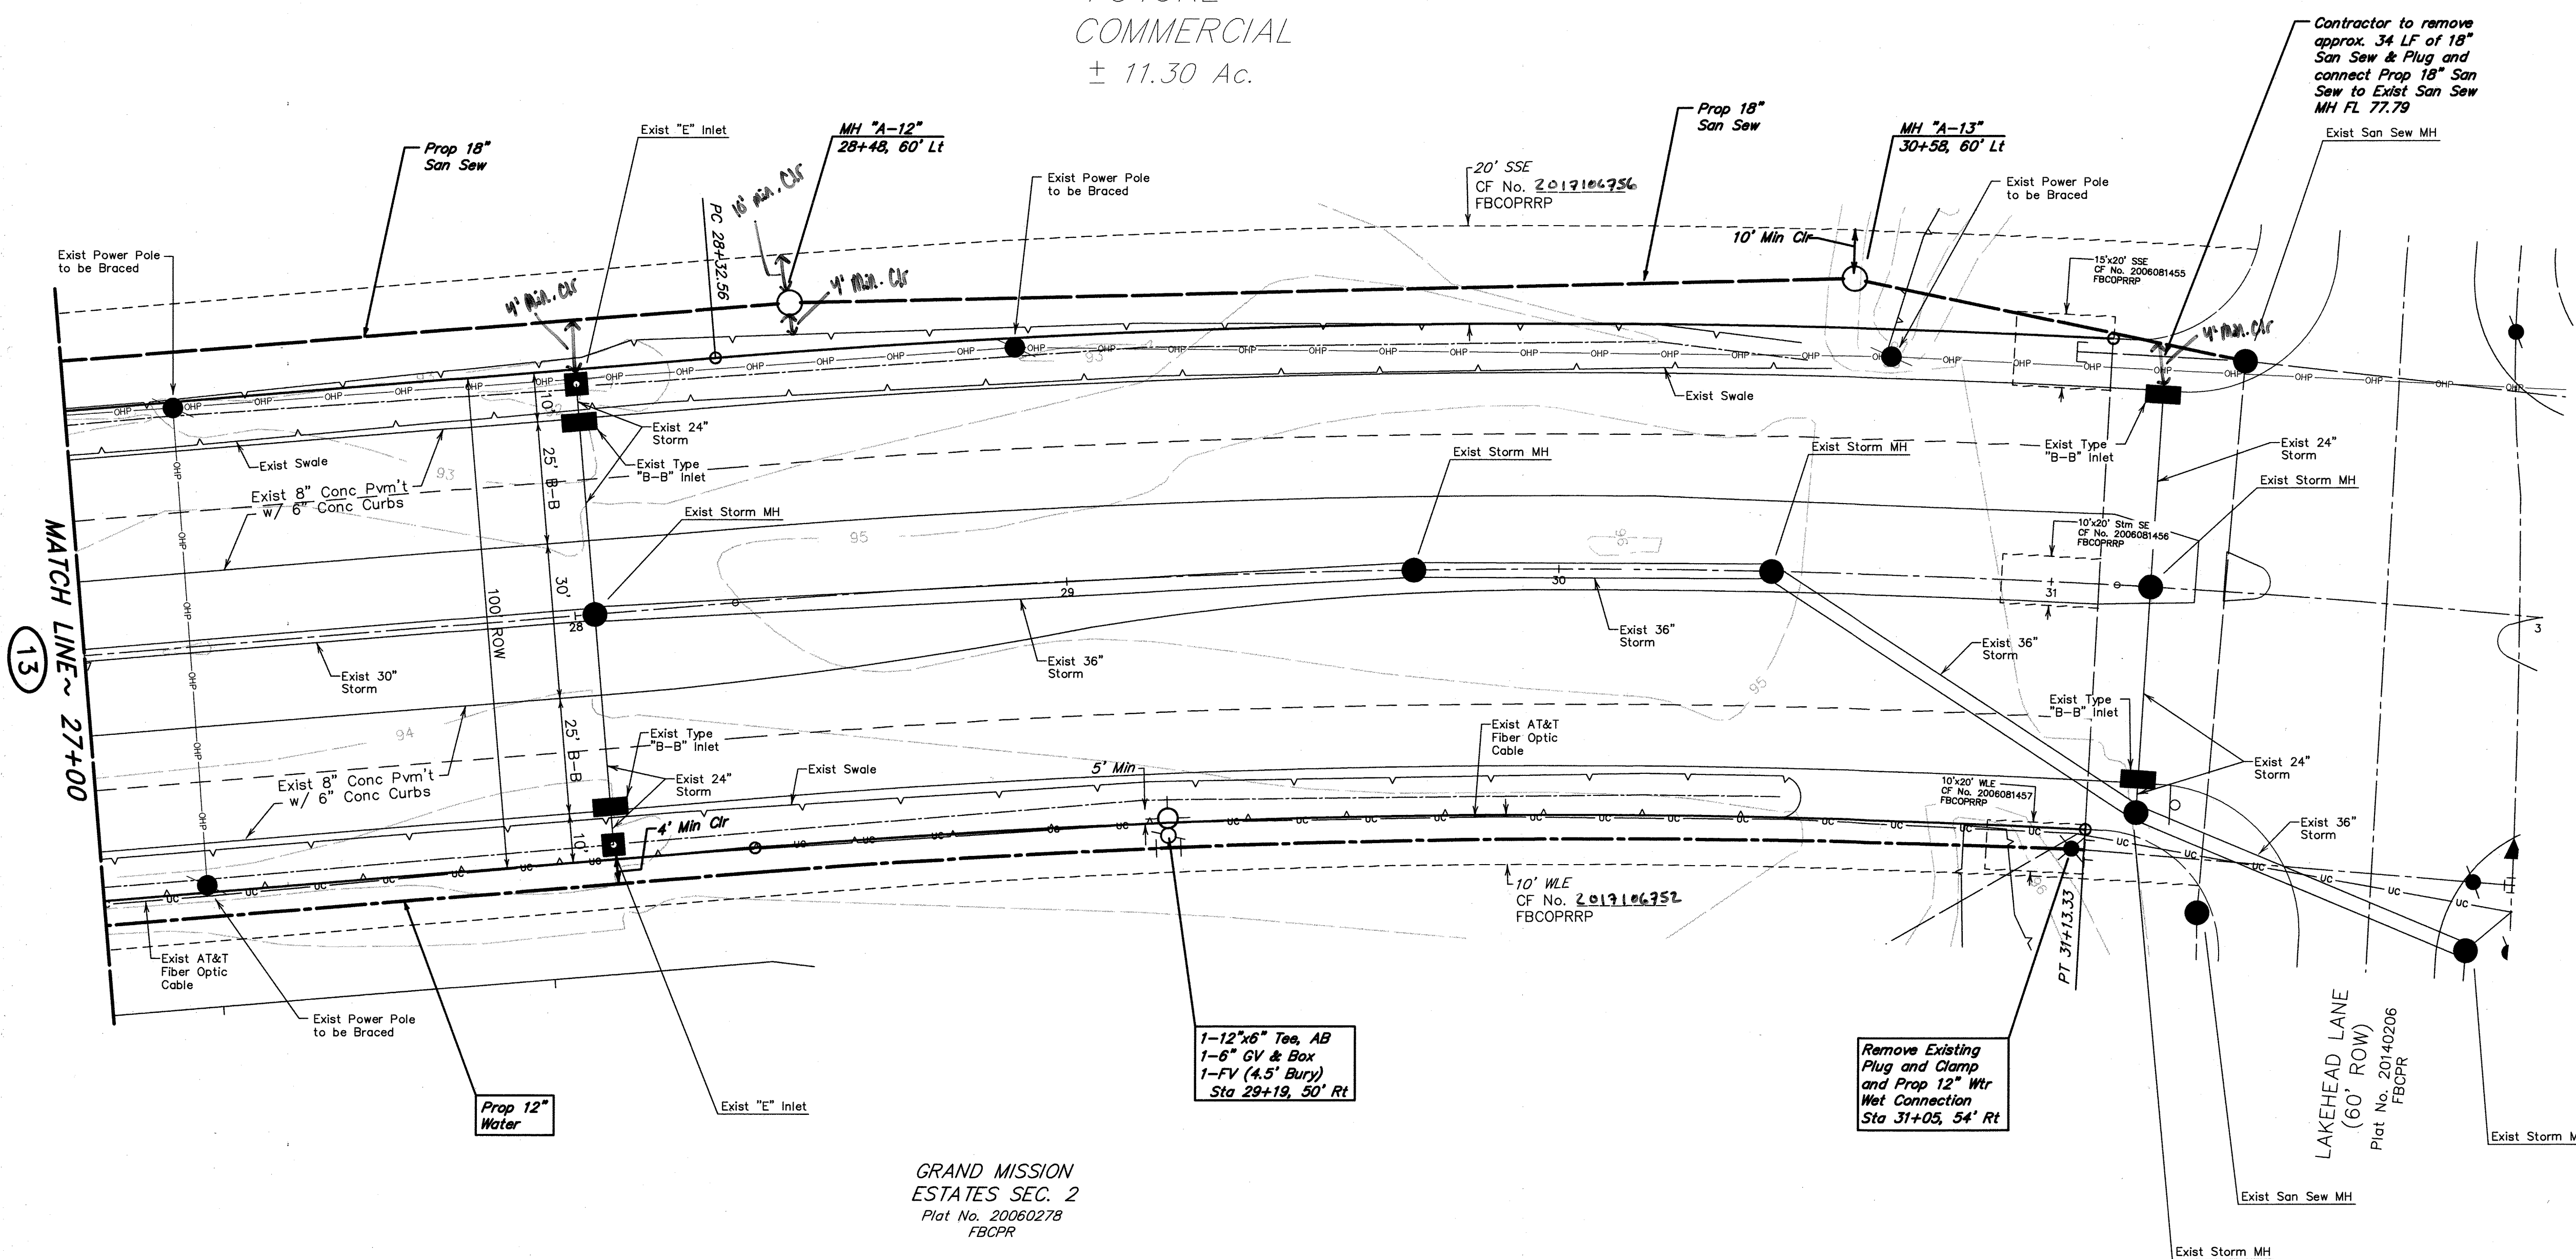 COMMERCIAL
± 11.30 Ac.
Contractor to remove
approx. 34 LF of 18"
San Sew & Plug and
connect Prop 18" San
Sew to Exist San Sew
MH FL 77.79
Exist San Sew MH
Prop 18"
San Sew
Exist "E" Inlet
MH "A-12"
28+48, 60' Lt
Prop 18"
San Sew
MH "A-13"
30+58, 60' Lt
20' SSE
CF No. 2017106756
FBCOPRRP
Exist Power Pole
to be Braced
Exist Power Pole
to be Braced
Exist Power Pole
to be Braced
10' min. Clr
PC 28+32.56
4' Min. Clr
4' Min. Clr
10' Min Clr
15'x20' SSE
CF No. 2006081455
FBCOPRRP
4' Min. Clr
OHP
93
Exist Swale
Exist Swale
10'
Exist 24"
Storm
Exist Type
"B-B" Inlet
25' B-B
93
Exist 8" Conc Pvm't
w/ 6" Conc Curbs
Exist Storm MH
Exist Storm MH
Exist Storm MH
Exist Type
"B-B" Inlet
Exist 24"
Storm
Exist Storm MH
10'x20' Stm SE
CF No. 2006081456
FBCOPRRP
95
96
MATCH LINE~ 27+00
13
100' ROW
30'
28
29
30
31
3
Exist 30"
Storm
Exist 36"
Storm
Exist 36"
Storm
Exist 36"
Storm
95
94
Exist 8" Conc Pvm't
w/ 6" Conc Curbs
25' B-B
Exist Type
"B-B" Inlet
Exist 24"
Storm
Exist Swale
5' Min
Exist AT&T
Fiber Optic
Cable
Exist Type
"B-B" Inlet
Exist 24"
Storm
10'x20' WLE
CF No. 2006081457
FBCOPRRP
Exist 36"
Storm
10'
4' Min Clr
UC
10' WLE
CF No. 2017106752
FBCOPRRP
96
PT 31+13.33
Exist AT&T
Fiber Optic
Cable
Exist Power Pole
to be Braced
Prop 12"
Water
Exist "E" Inlet
1-12"x6" Tee, AB
1-6" GV & Box
1-FV (4.5' Bury)
Sta 29+19, 50' Rt
Remove Existing
Plug and Clamp
and Prop 12" Wtr
Wet Connection
Sta 31+05, 54' Rt
LAKEHEAD LANE
(60' ROW)
Plat No. 20140206
FBCPR
Exist Storm M
Exist San Sew MH
Exist Storm MH
GRAND MISSION
ESTATES SEC. 2
Plat No. 20060278
FBCPR